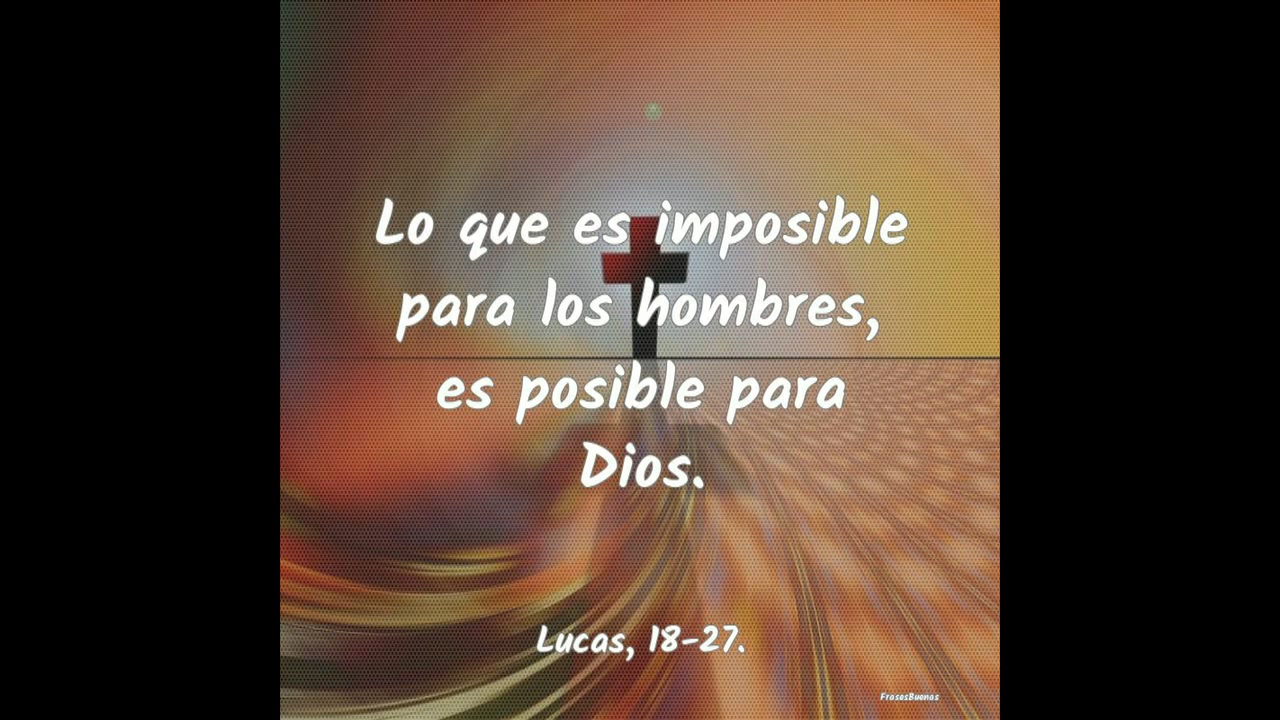 Lo que es imposible
para los hombres,
es posible para
Dios.
Lucas, 18-27.
FrasesBuenas